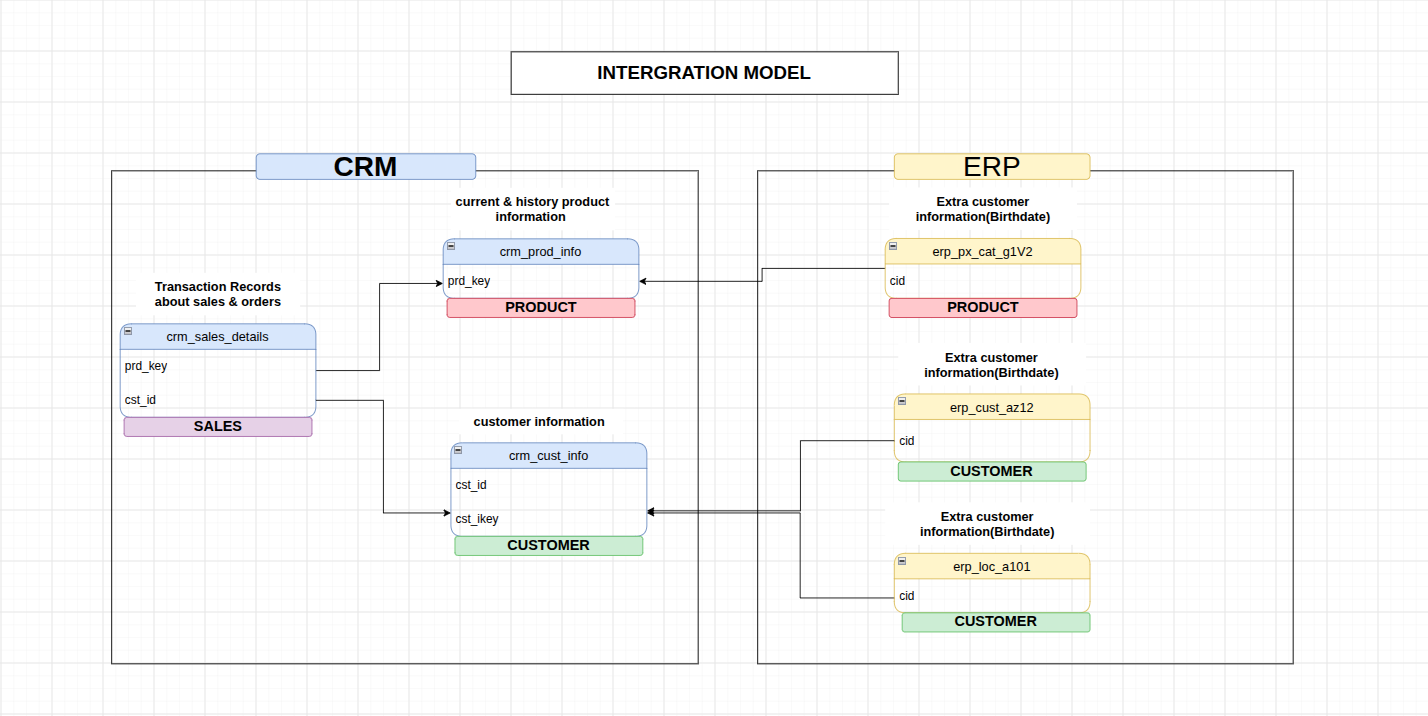 INTERGRATION MODEL
CRM
current & history product
information
crm_prod_info
prd_key
PRODUCT
Transaction Records
about sales & orders
crm_sales_details
prd_key
cst_id
SALES
customer information
crm_cust_info
cst_id
cst_ikey
CUSTOMER
ERP
Extra customer
information(Birthdate)
erp_px_cat_g1V2
cid
PRODUCT
Extra customer
information(Birthdate)
erp_cust_az12
cid
CUSTOMER
Extra customer
information(Birthdate)
erp_loc_a101
cid
CUSTOMER